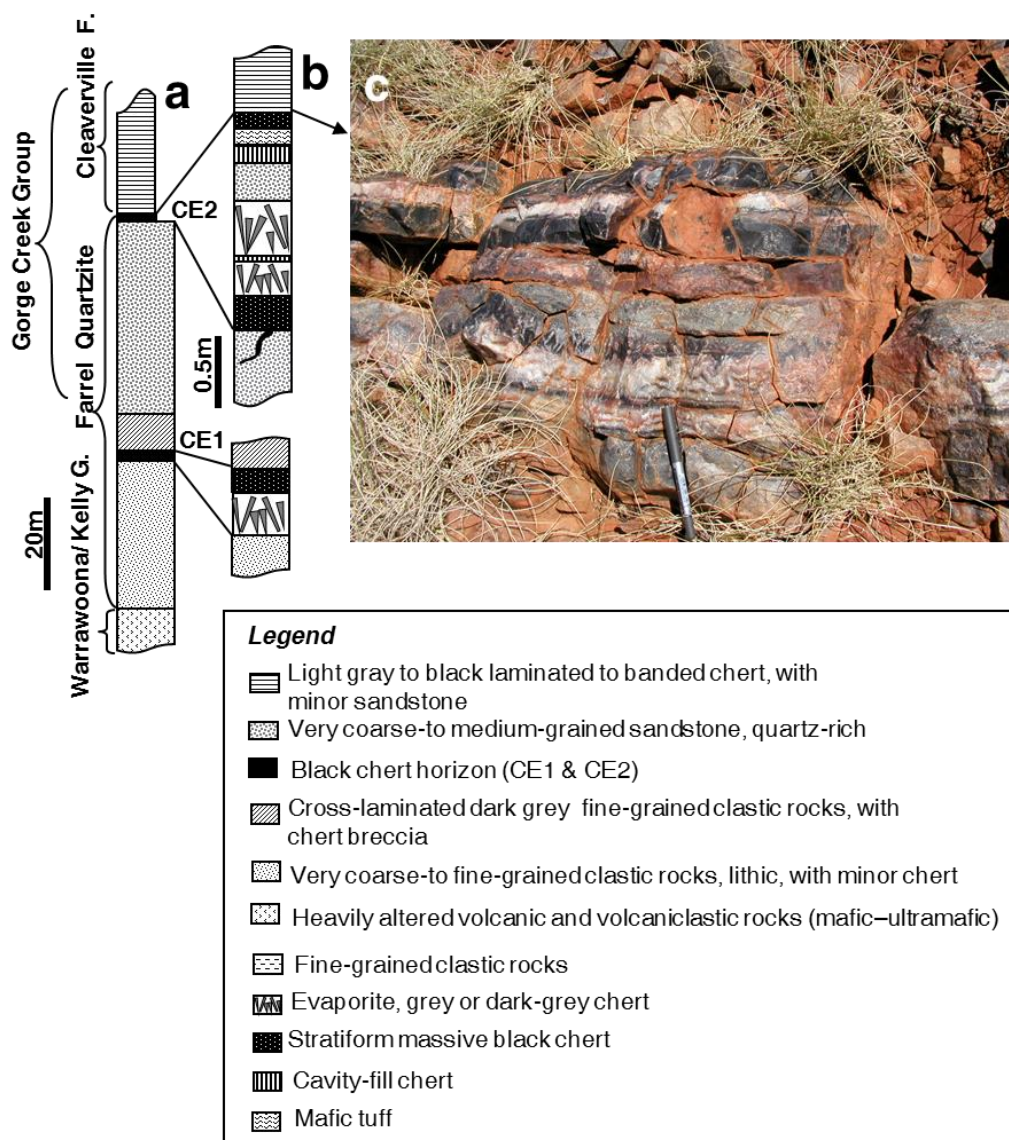 a
b
c
Gorge Creek Group
Cleaverville F.
Farrel Quartzite
Warrawoona/ Kelly G.
CE2
CE1
0.5m
20m
Legend
Light gray to black laminated to banded chert, with
minor sandstone
Very coarse-to medium-grained sandstone, quartz-rich
Black chert horizon (CE1 & CE2)
Cross-laminated dark grey fine-grained clastic rocks, with
chert breccia
Very coarse-to fine-grained clastic rocks, lithic, with minor chert
Heavily altered volcanic and volcaniclastic rocks (mafic–ultramafic)
Fine-grained clastic rocks
Evaporite, grey or dark-grey chert
Stratiform massive black chert
Cavity-fill chert
Mafic tuff